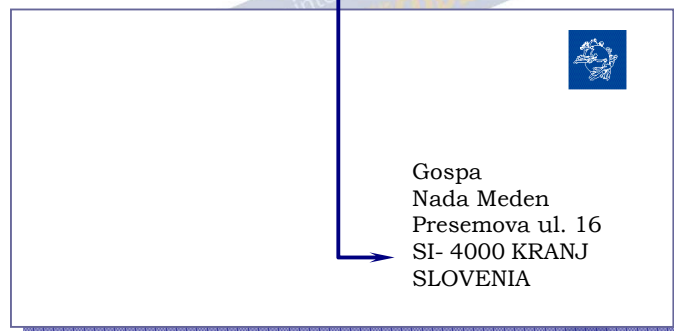 Gospa
Nada Meden
Presemova ul. 16
SI- 4000 KRANJ
SLOVENIA